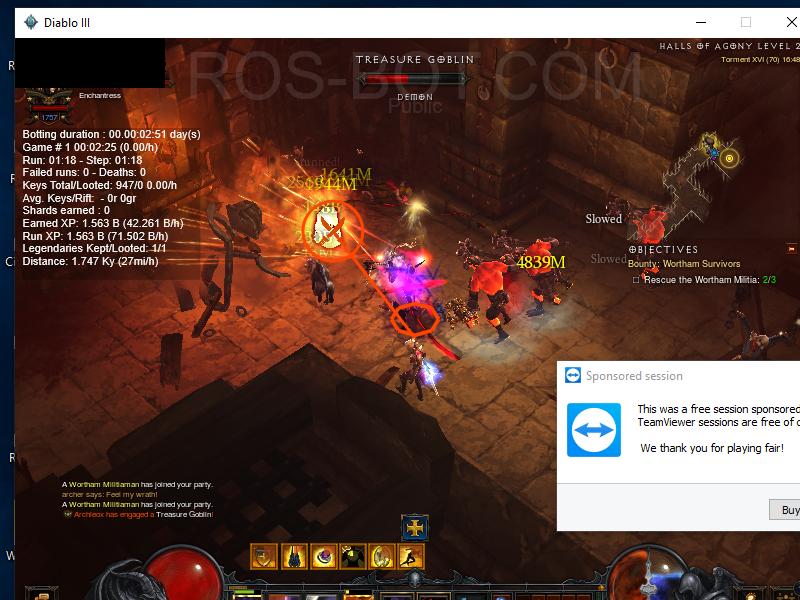 Diablo III
ROS-BOT.COM
Public
TREASURE GOBLIN
DEMON
HALLS OF AGONY LEVEL 2
Torment XVI (70) 16:48
Enchantress
1757
Botting duration : 00.00:02:51 day(s)
Game # 1 00:02:25 (0.00/h)
Run: 01:18 - Step: 01:18
Failed runs: 0 - Deaths: 0
Keys Total/Looted: 947/0 0.00/h
Avg. Keys/Rift: - 0r 0gr
Shards earned : 0
Earned XP: 1.563 B (42.261 B/h)
Run XP: 1.563 B (71.502 B/h)
Legendaries Kept/Looted: 1/1
Distance: 1.747 Ky (27mi/h)
1641M
944M
4839M
Slowed
Slowed
OBJECTIVES
Bounty: Wortham Survivors
Rescue the Wortham Militia: 2/3
Sponsored session
This was a free session sponsored
TeamViewer sessions are free of
We thank you for playing fair!
Buy
A Wortham Militiaman has joined your party.
archer says: Feel my wrath!
A Wortham Militiaman has joined your party.
Archleox has engaged a Treasure Goblin!